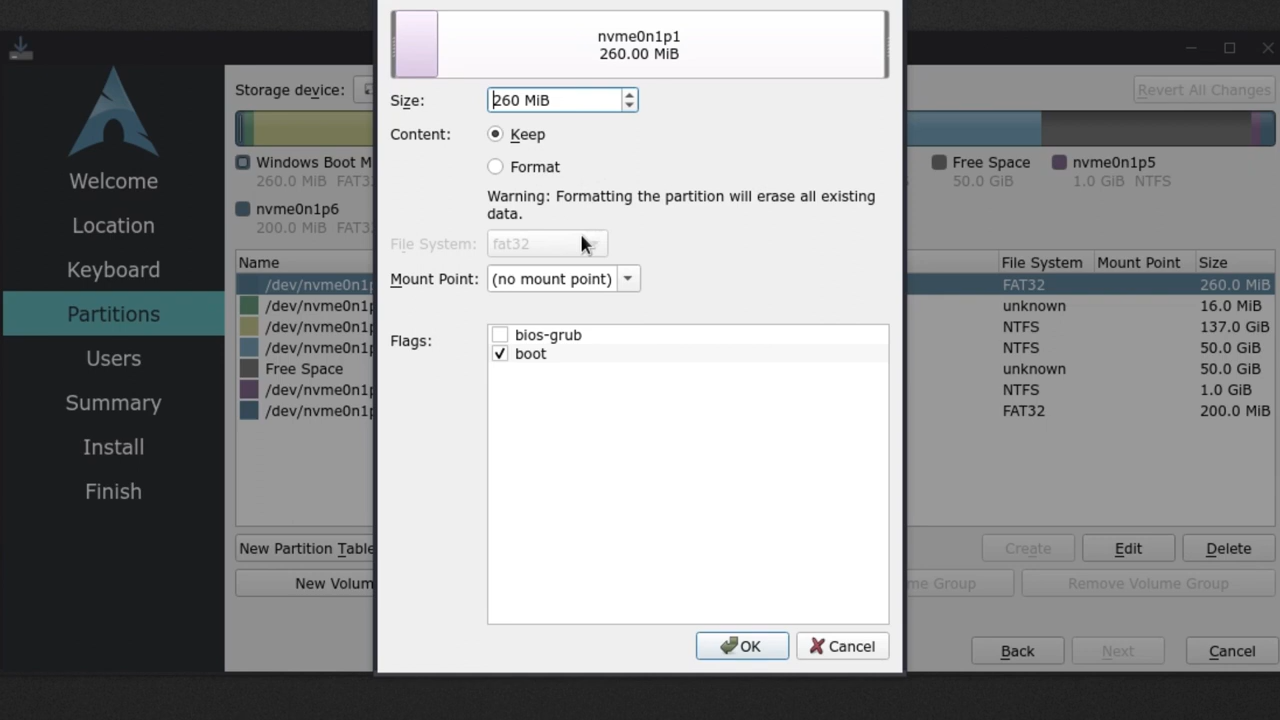 nvme0n1p1
260.00 MiB
Storage device:
Revert All Changes
Size:
260 MiB
Content:
Keep
Format
Warning: Formatting the partition will erase all existing
data.
File System:
fat32
Mount Point:
(no mount point)
Flags:
bios-grub
boot
OK
Cancel
Welcome
Location
Keyboard
Partitions
Users
Summary
Install
Finish
Windows Boot M
260.0 MiB FAT3
nvme0n1p6
200.0 MiB FAT3
Free Space
50.0 GiB
nvme0n1p5
1.0 GiB NTFS
Name
File System
Mount Point
Size
/dev/nvme0n1p
FAT32
260.0 MiB
/dev/nvme0n1p
unknown
16.0 MiB
/dev/nvme0n1p
NTFS
137.0 GiB
/dev/nvme0n1p
NTFS
50.0 GiB
Free Space
unknown
50.0 GiB
/dev/nvme0n1p
NTFS
1.0 GiB
/dev/nvme0n1p
FAT32
200.0 MiB
New Partition Table
Create
Edit
Delete
New Volum
me Group
Remove Volume Group
Back
Next
Cancel